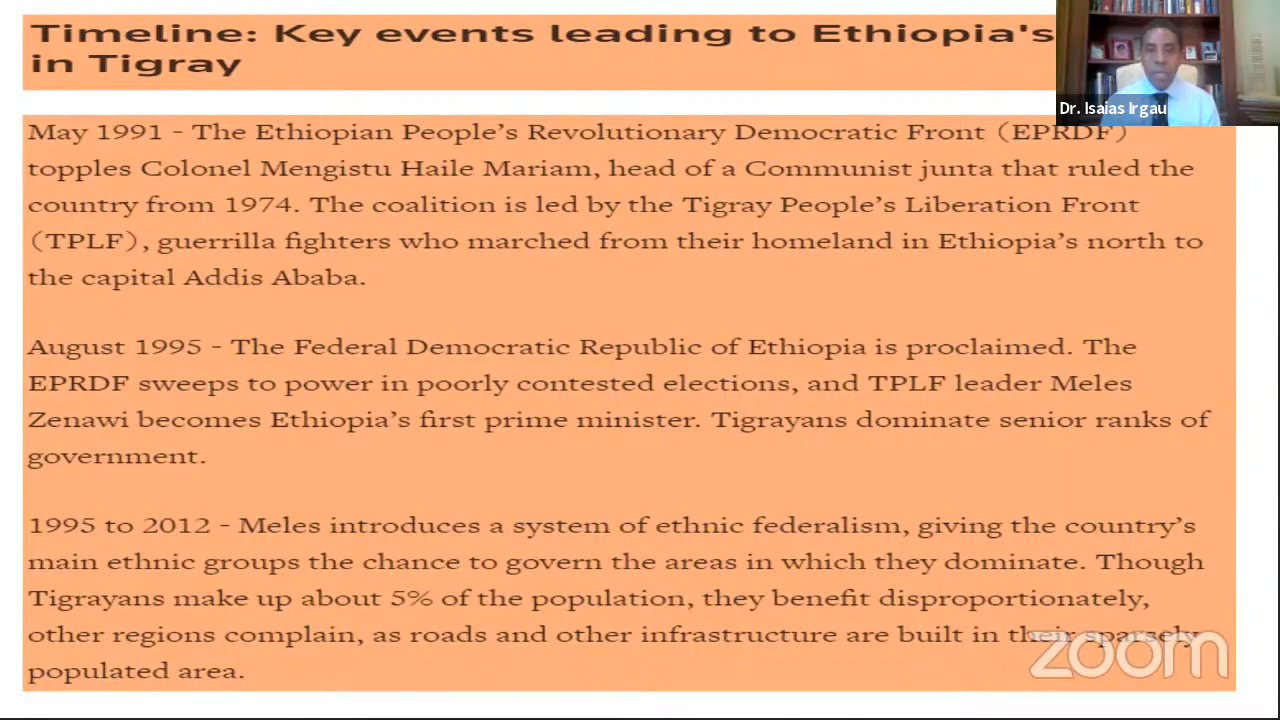 Timeline: Key events leading to Ethiopia's
in Tigray
Dr. Isaias Irgau
May 1991 - The Ethiopian People’s Revolutionary Democratic Front (EPRDF)
topples Colonel Mengistu Haile Mariam, head of a Communist junta that ruled the
country from 1974. The coalition is led by the Tigray People’s Liberation Front
(TPLF), guerrilla fighters who marched from their homeland in Ethiopia’s north to
the capital Addis Ababa.
August 1995 - The Federal Democratic Republic of Ethiopia is proclaimed. The
EPRDF sweeps to power in poorly contested elections, and TPLF leader Meles
Zenawi becomes Ethiopia’s first prime minister. Tigrayans dominate senior ranks of
government.
1995 to 2012 - Meles introduces a system of ethnic federalism, giving the country’s
main ethnic groups the chance to govern the areas in which they dominate. Though
Tigrayans make up about 5% of the population, they benefit disproportionately,
other regions complain, as roads and other infrastructure are built in their sparsely
populated area.
zoom